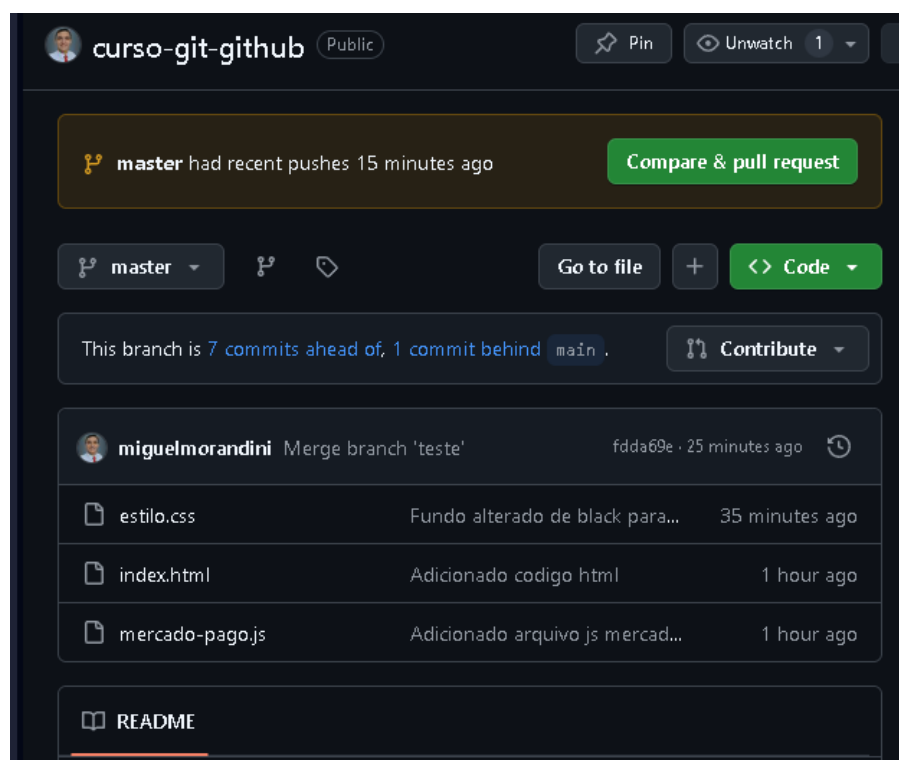 curso-git-github Public Pin Unwatch 1
master had recent pushes 15 minutes ago Compare & pull request
master Go to file Code
This branch is 7 commits ahead of, 1 commit behind main . Contribute
miguelmorandini Merge branch 'teste' fdda69e · 25 minutes ago
estilo.css Fundo alterado de black para... 35 minutes ago
index.html Adicionado codigo html 1 hour ago
mercado-pago.js Adicionado arquivo js mercad... 1 hour ago
README